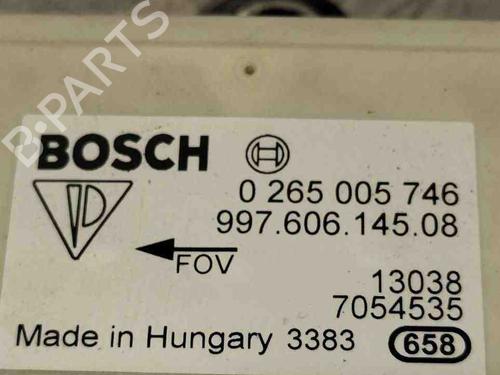 B-PARTS
BOSCH
0 265 005 746
997.606.145.08
D
FOV
13038
7054535
Made in Hungary 3383 658